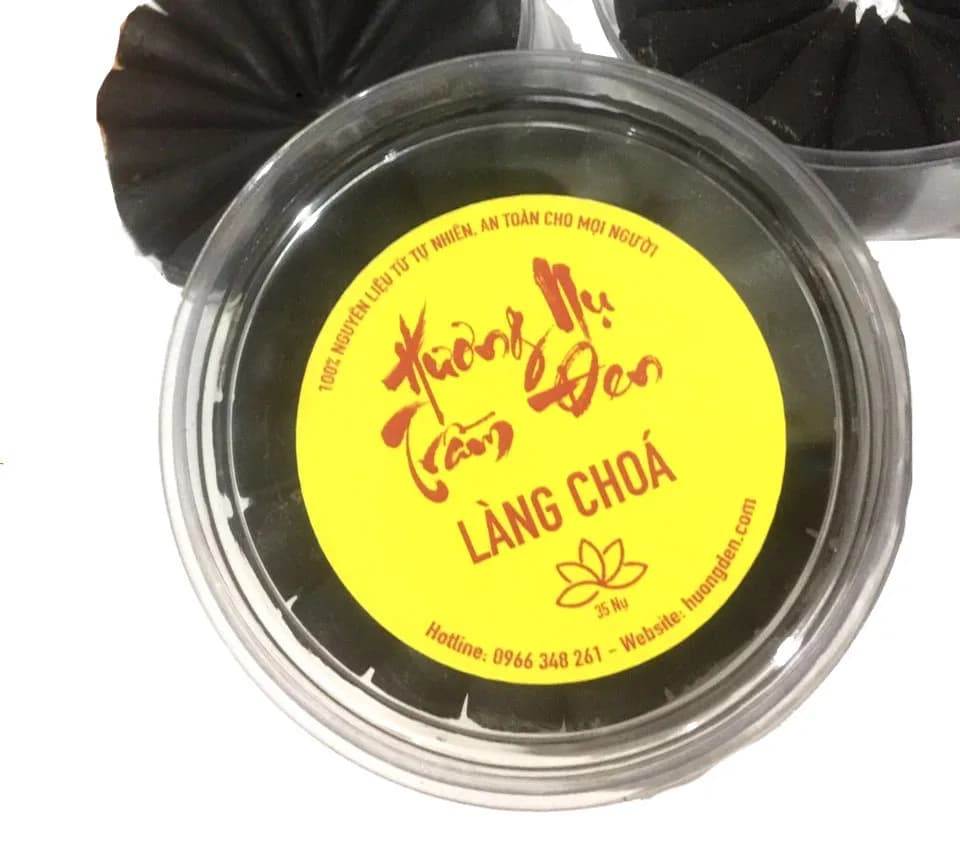 100% NGUYÊN LIỆU TỪ TỰ NHIÊN, AN TOÀN CHO MỌI NGƯỜI
Hương Nụ
Trầm Đen
LÀNG CHOÁ
35 Nụ
Hotline: 0966 348 261 - Website: huongden.com